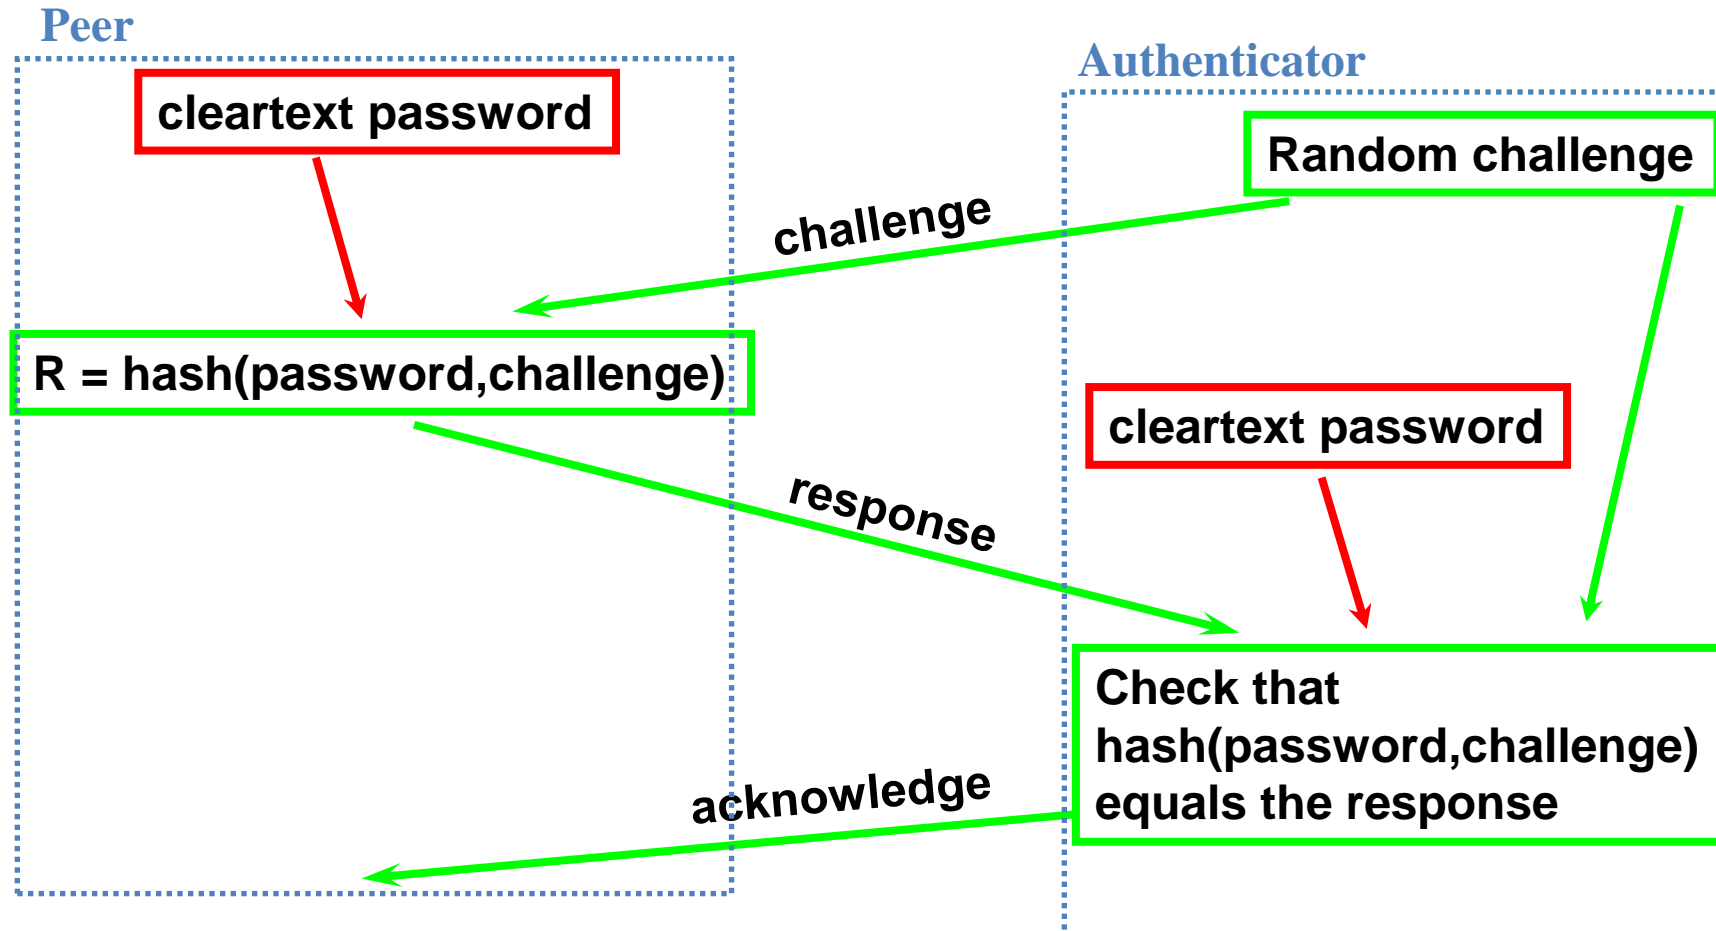 Peer
Authenticator
cleartext password
Random challenge
challenge
R = hash(password,challenge)
cleartext password
response
Check that
hash(password,challenge)
equals the response
acknowledge